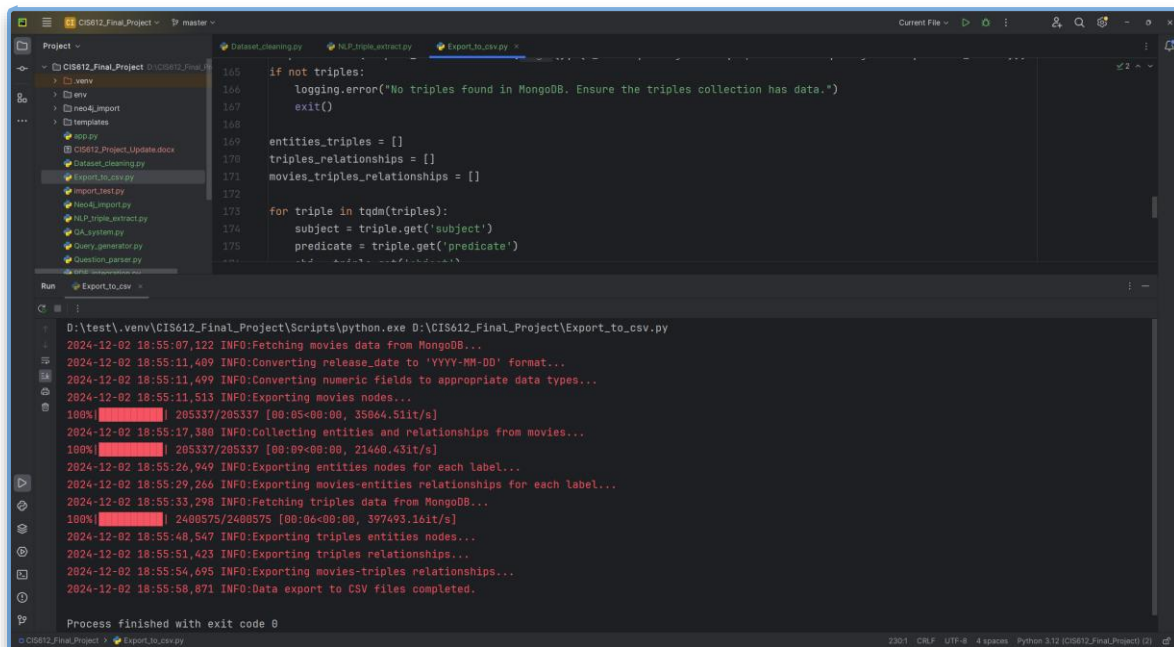 CI CIS612_Final_Project master Current File
Project
Dataset_cleaning.py NLP_triple_extract.py Export_to_csv.py
CIS612_Final_Project
.venv
env
neo4j_import
templates
app.py
CIS612_Project_Update.docx
Dataset_cleaning.py
Export_to_csv.py
import_test.py
Neo4j_import.py
NLP_triple_extract.py
QA_system.py
Query_generator.py
Question_parser.py
2
165 if not triples:
166 logging.error("No triples found in MongoDB. Ensure the triples collection has data.")
167 exit()
168
169 entities_triples = []
170 triples_relationships = []
171 movies_triples_relationships = []
172
173 for triple in tqdm(triples):
174 subject = triple.get('subject')
175 predicate = triple.get('predicate')
Run Export_to_csv
D:\test\.venv\CIS612_Final_Project\Scripts\python.exe D:\CIS612_Final_Project\Export_to_csv.py
2024-12-02 18:55:07,122 INFO:Fetching movies data from MongoDB...
2024-12-02 18:55:11,409 INFO:Converting release_date to 'YYYY-MM-DD' format...
2024-12-02 18:55:11,499 INFO:Converting numeric fields to appropriate data types...
2024-12-02 18:55:11,513 INFO:Exporting movies nodes...
100%|██████████| 205337/205337 [00:05<00:00, 35064.51it/s]
2024-12-02 18:55:17,380 INFO:Collecting entities and relationships from movies...
100%|██████████| 205337/205337 [00:09<00:00, 21460.43it/s]
2024-12-02 18:55:26,949 INFO:Exporting entities nodes for each label...
2024-12-02 18:55:29,266 INFO:Exporting movies-entities relationships for each label...
2024-12-02 18:55:33,298 INFO:Fetching triples data from MongoDB...
100%|██████████| 2400575/2400575 [00:06<00:00, 397493.16it/s]
2024-12-02 18:55:48,547 INFO:Exporting triples entities nodes...
2024-12-02 18:55:51,423 INFO:Exporting triples relationships...
2024-12-02 18:55:54,695 INFO:Exporting movies-triples relationships...
2024-12-02 18:55:58,871 INFO:Data export to CSV files completed.
Process finished with exit code 0
CIS612_Final_Project > Export_to_csv.py 230:1 CRLF UTF-8 4 spaces Python 3.12 (CIS612_Final_Project) (2)